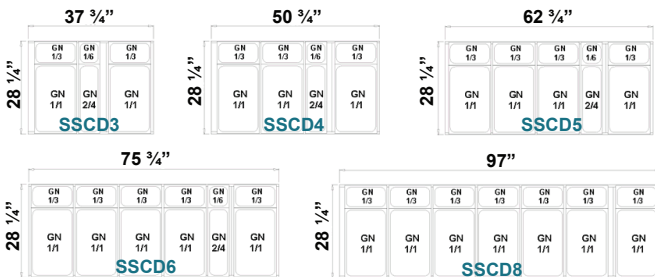 37 ¾” 50 ¾” 62 ¾”
28 ¼” GN 1/3 GN 1/6 GN 1/3
GN 1/1 GN 2/4 GN 1/1
SSCD3
28 ¼” GN 1/3 GN 1/3 GN 1/6 GN 1/3
GN 1/1 GN 1/1 GN 2/4 GN 1/1
SSCD4
28 ¼” GN 1/3 GN 1/3 GN 1/3 GN 1/6 GN 1/3
GN 1/1 GN 1/1 GN 1/1 GN 2/4 GN 1/1
SSCD5
75 ¾” 97”
28 ¼” GN 1/3 GN 1/3 GN 1/3 GN 1/3 GN 1/6 GN 1/3
GN 1/1 GN 1/1 GN 1/1 GN 1/1 GN 2/4 GN 1/1
SSCD6
28 ¼” GN 1/3 GN 1/3 GN 1/3 GN 1/3 GN 1/3 GN 1/3 GN 1/3
GN 1/1 GN 1/1 GN 1/1 GN 1/1 GN 1/1 GN 1/1 GN 1/1
SSCD8